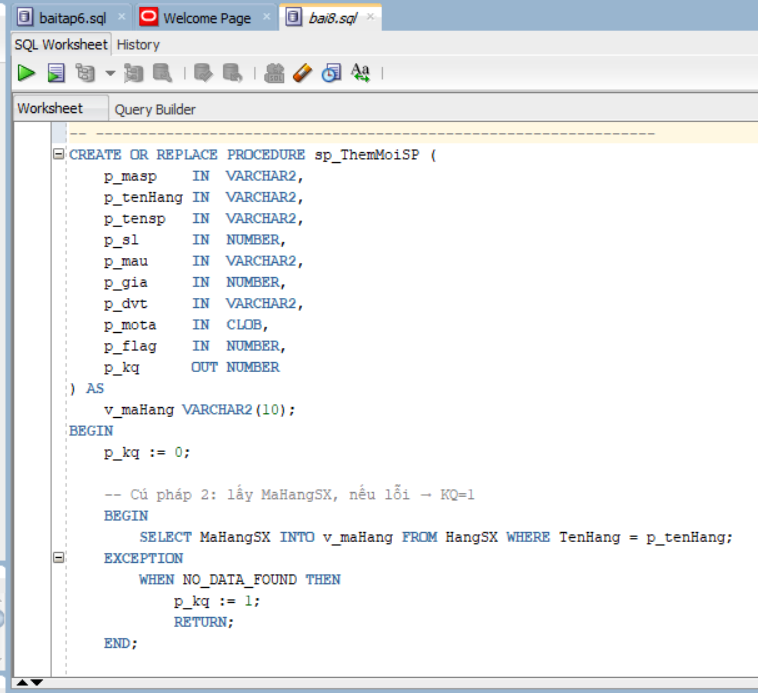 baitap6.sql
Welcome Page
bai8.sql
SQL Worksheet History
Aa
Worksheet Query Builder
-- ----------------------------------------------------------------
CREATE OR REPLACE PROCEDURE sp_ThemMoiSP (
    p_masp    IN  VARCHAR2,
    p_tenHang IN  VARCHAR2,
    p_tensp   IN  VARCHAR2,
    p_sl      IN  NUMBER,
    p_mau     IN  VARCHAR2,
    p_gia     IN  NUMBER,
    p_dvt     IN  VARCHAR2,
    p_mota    IN  CLOB,
    p_flag    IN  NUMBER,
    p_kq      OUT NUMBER
) AS
    v_maHang VARCHAR2(10);
BEGIN
    p_kq := 0;
    -- Cú pháp 2: lấy MaHangSX, nếu lỗi → KQ=1
    BEGIN
        SELECT MaHangSX INTO v_maHang FROM HangSX WHERE TenHang = p_tenHang;
    EXCEPTION
        WHEN NO_DATA_FOUND THEN
            p_kq := 1;
            RETURN;
    END;